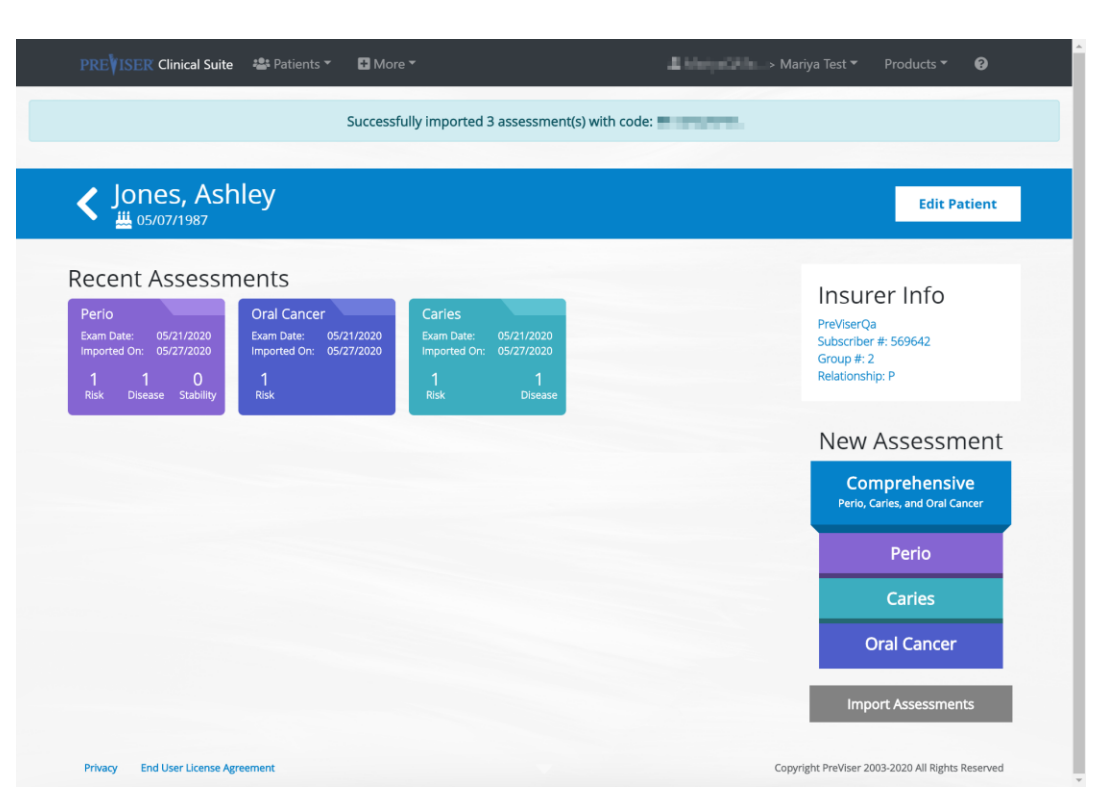 PREVISER Clinical Suite Patients More > Mariya Test Products ?
Successfully imported 3 assessment(s) with code:
Jones, Ashley
05/07/1987
Edit Patient
Recent Assessments
Perio
Exam Date: 05/21/2020
Imported On: 05/27/2020
1 1 0
Risk Disease Stability
Oral Cancer
Exam Date: 05/21/2020
Imported On: 05/27/2020
1
Risk
Caries
Exam Date: 05/21/2020
Imported On: 05/27/2020
1 1
Risk Disease
Insurer Info
PreViserQa
Subscriber #: 569642
Group #: 2
Relationship: P
New Assessment
Comprehensive
Perio, Caries, and Oral Cancer
Perio
Caries
Oral Cancer
Import Assessments
Privacy End User License Agreement Copyright PreViser 2003-2020 All Rights Reserved